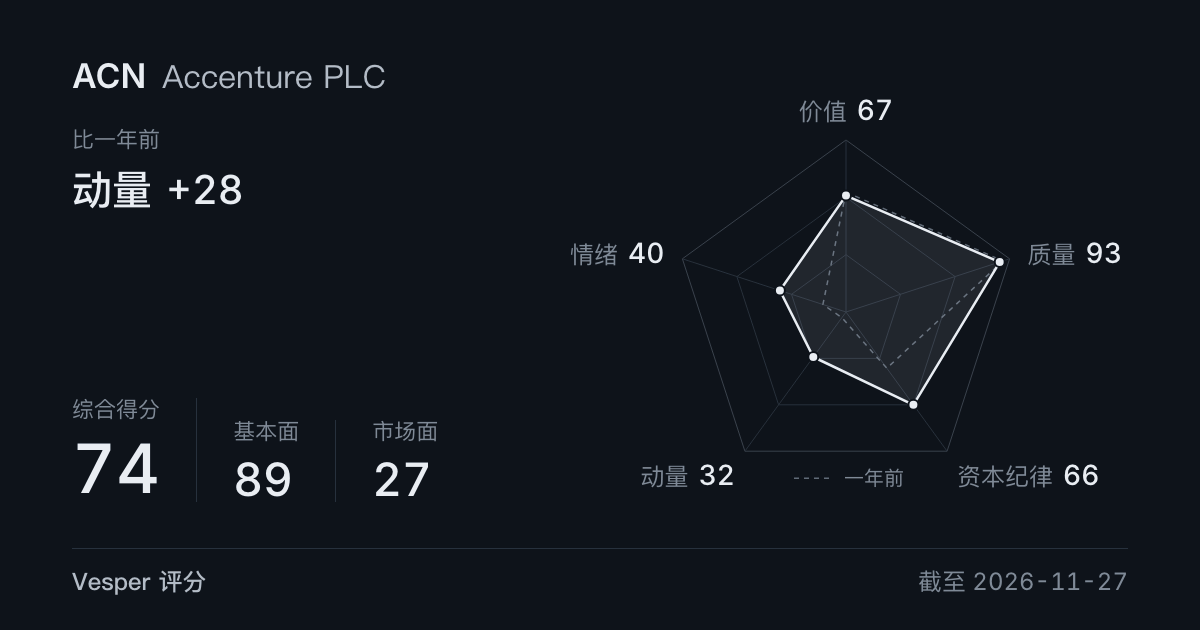 ACN Accenture PLC
比一年前
动量 +28
价值 67
情绪 40
质量 93
综合得分
74
基本面
89
市场面
27
动量 32
---- 一年前
资本纪律 66
Vesper 评分
截至 2026-11-27